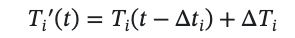 Tᵢ′(t) = Tᵢ(t − Δtᵢ) + ΔTᵢ